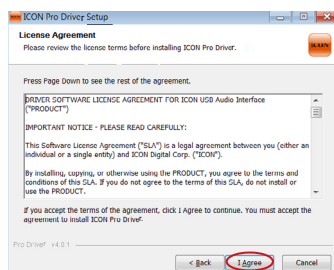 ICON Pro Driver Setup
License Agreement
Please review the license terms before installing ICON Pro Driver.
ICON
Press Page Down to see the rest of the agreement.
DRIVER SOFTWARE LICENSE AGREEMENT FOR ICON USB Audio Interface
("PRODUCT")
IMPORTANT NOTICE - PLEASE READ CAREFULLY:
This Software License Agreement ("SLA") is a legal agreement between you (either an
individual or a single entity) and ICON Digital Corp. ("ICON").
By installing, copying, or otherwise using the PRODUCT, you agree to the terms and
conditions of this SLA. If you do not agree to the terms of this SLA, do not install or
use the PRODUCT.
If you accept the terms of the agreement, click I Agree to continue. You must accept the
agreement to install ICON Pro Driver.
Pro Driver v4.0.1
< Back
I Agree
Cancel